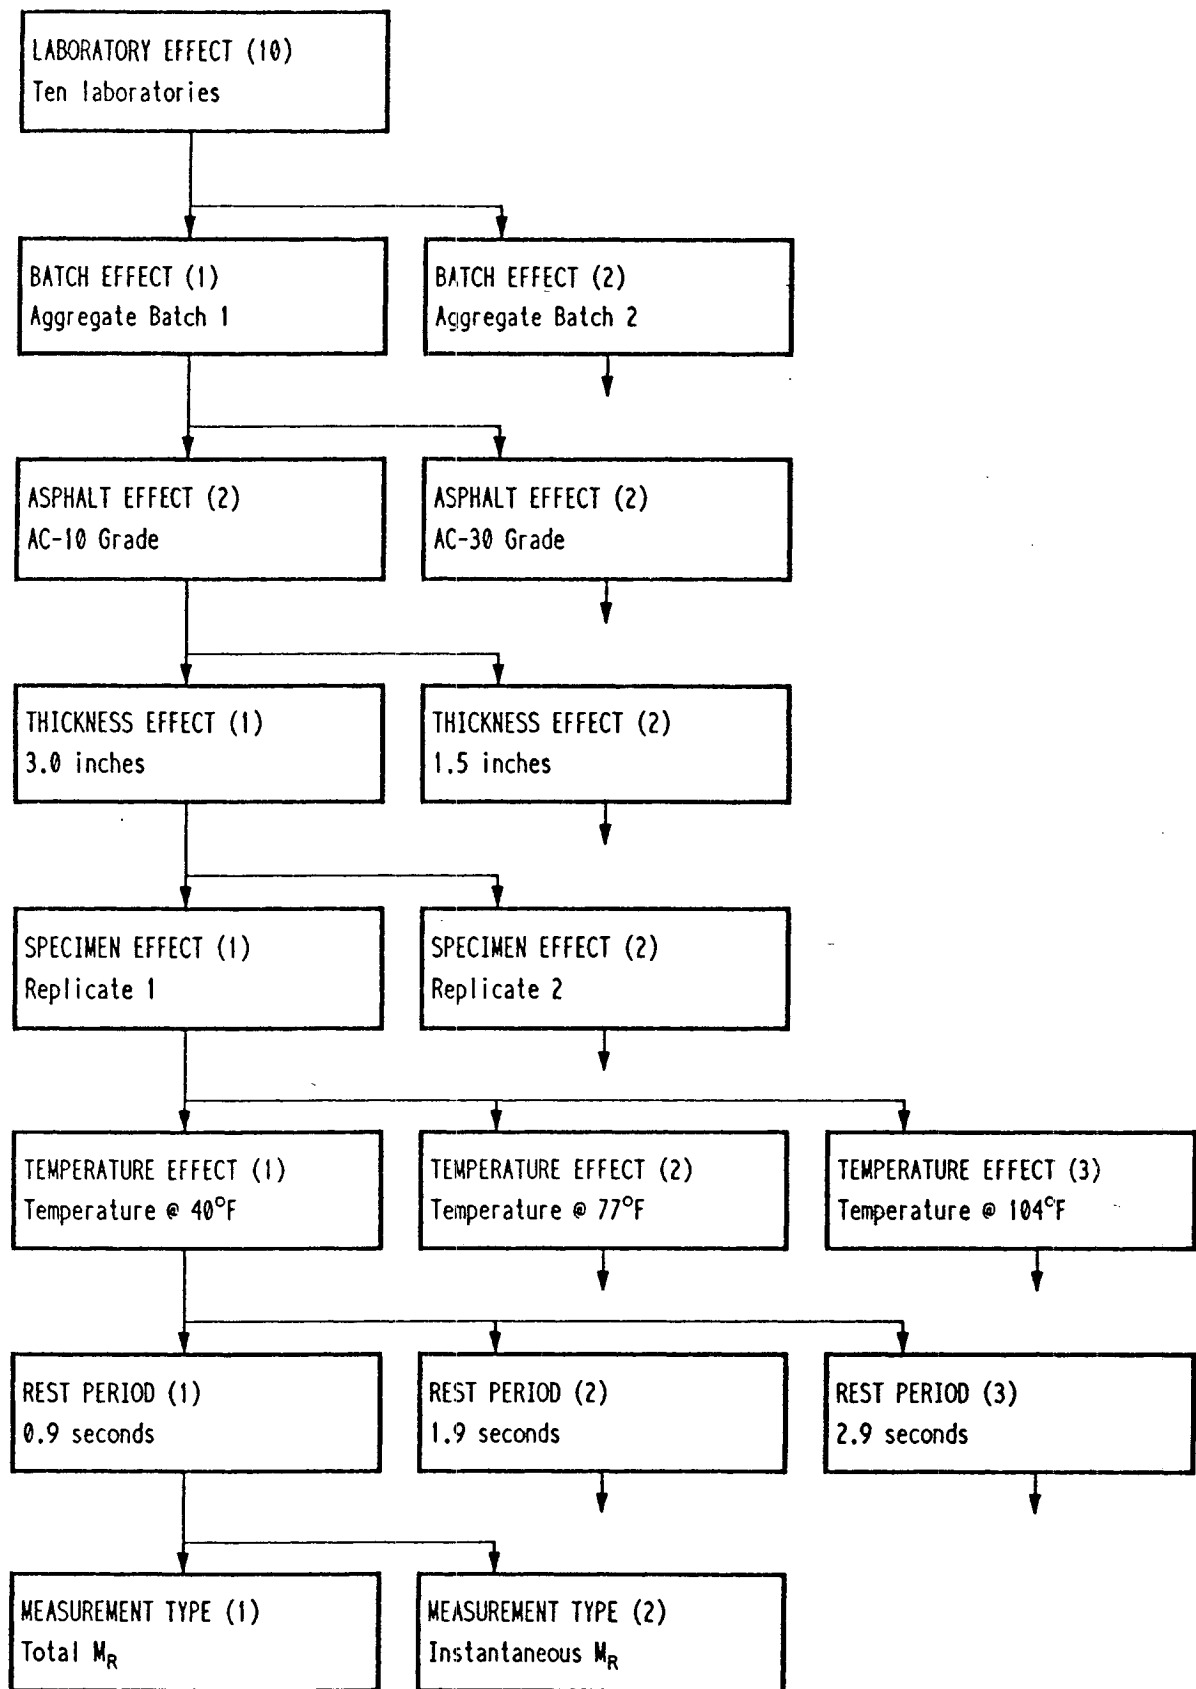 LABORATORY EFFECT (10)
Ten laboratories
BATCH EFFECT (1)
Aggregate Batch 1
BATCH EFFECT (2)
Aggregate Batch 2
ASPHALT EFFECT (2)
AC-10 Grade
ASPHALT EFFECT (2)
AC-30 Grade
THICKNESS EFFECT (1)
3.0 inches
THICKNESS EFFECT (2)
1.5 inches
SPECIMEN EFFECT (1)
Replicate 1
SPECIMEN EFFECT (2)
Replicate 2
TEMPERATURE EFFECT (1)
Temperature @ 40°F
TEMPERATURE EFFECT (2)
Temperature @ 77°F
TEMPERATURE EFFECT (3)
Temperature @ 104°F
REST PERIOD (1)
0.9 seconds
REST PERIOD (2)
1.9 seconds
REST PERIOD (3)
2.9 seconds
MEASUREMENT TYPE (1)
Total MR
MEASUREMENT TYPE (2)
Instantaneous MR